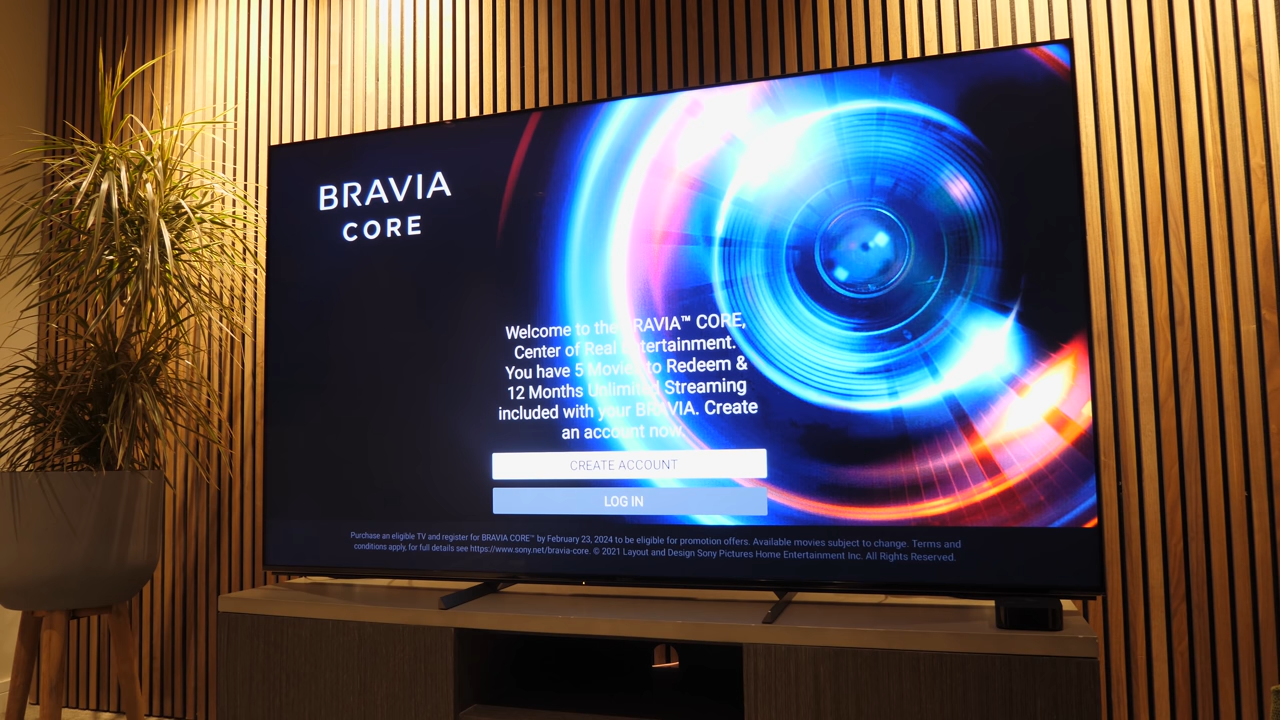 BRAVIA
CORE
Welcome to the BRAVIA™ CORE,
Center of Real Entertainment.
You have 5 Movies to Redeem &
12 Months Unlimited Streaming
included with your BRAVIA. Create
an account now.
CREATE ACCOUNT
LOG IN
Purchase an eligible TV and register for BRAVIA CORE™ by February 23, 2024 to be eligible for promotion offers. Available movies subject to change. Terms and
conditions apply, for full details see https://www.sony.net/bravia-core. © 2021 Layout and Design Sony Pictures Home Entertainment Inc. All Rights Reserved.